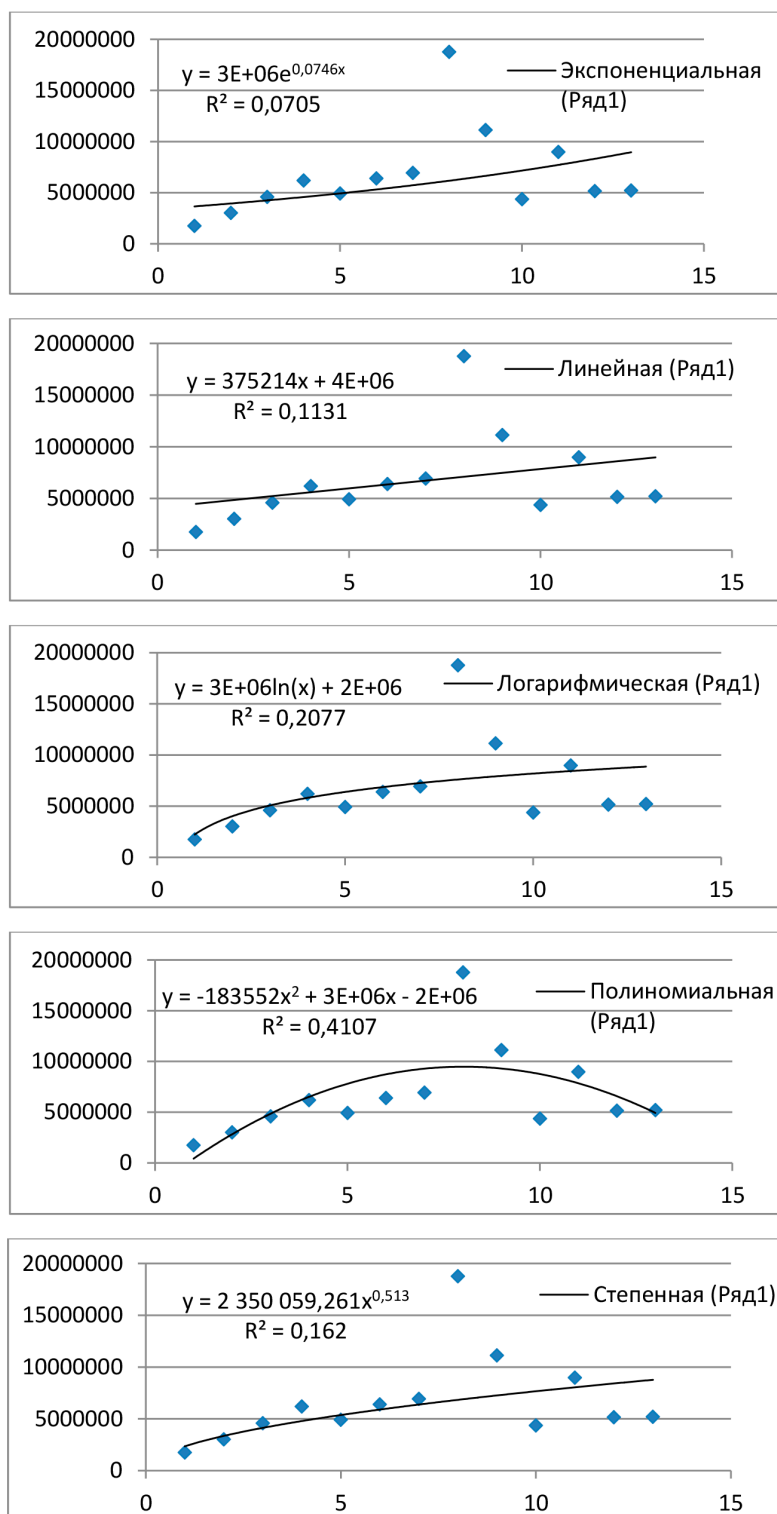 20000000
y = 3E+06e^0,0746x
Экспоненциальная
(Ряд1)
15000000
R² = 0,0705
10000000
5000000
0
0 5 10 15
20000000
y = 375214x + 4E+06
Линейная (Ряд1)
15000000
R² = 0,1131
10000000
5000000
0
0 5 10 15
20000000
y = 3E+06ln(x) + 2E+06
Логарифмическая (Ряд1)
15000000
R² = 0,2077
10000000
5000000
0
0 5 10 15
20000000
y = -183552x² + 3E+06x - 2E+06
Полиномиальная
(Ряд1)
15000000
R² = 0,4107
10000000
5000000
0
0 5 10 15
20000000
y = 2 350 059,261x^0,513
Степенная (Ряд1)
15000000
R² = 0,162
10000000
5000000
0
0 5 10 15